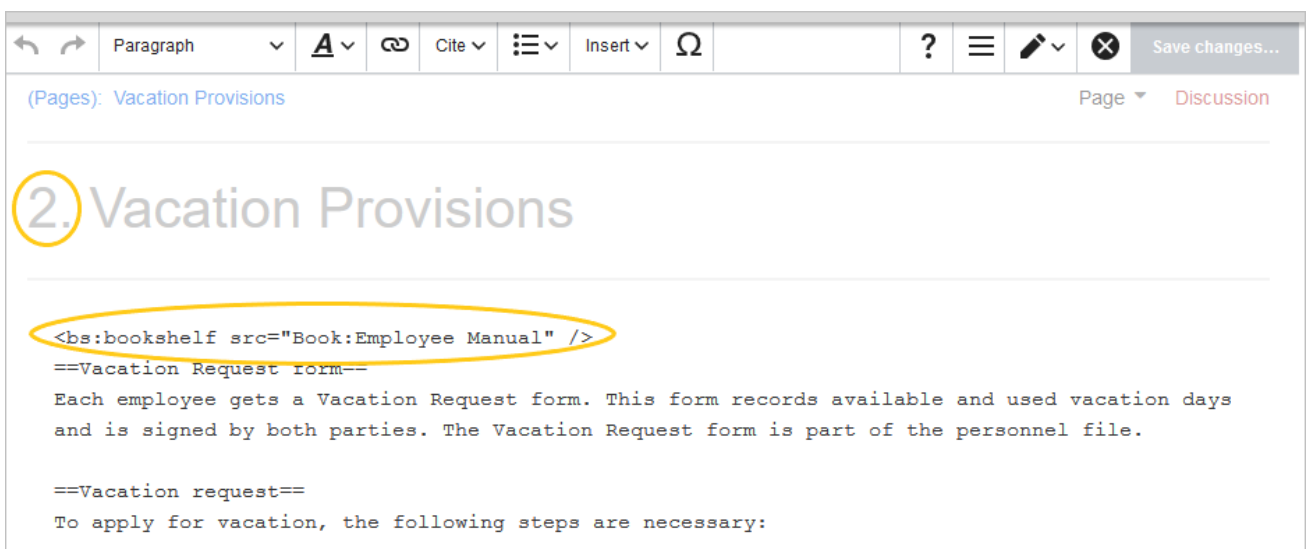 Paragraph A Cite Insert Ω ? Save changes...
(Pages): Vacation Provisions Page Discussion
2. Vacation Provisions
<bs:bookshelf src="Book:Employee Manual" />
==Vacation Request form==
Each employee gets a Vacation Request form. This form records available and used vacation days
and is signed by both parties. The Vacation Request form is part of the personnel file.
==Vacation request==
To apply for vacation, the following steps are necessary: